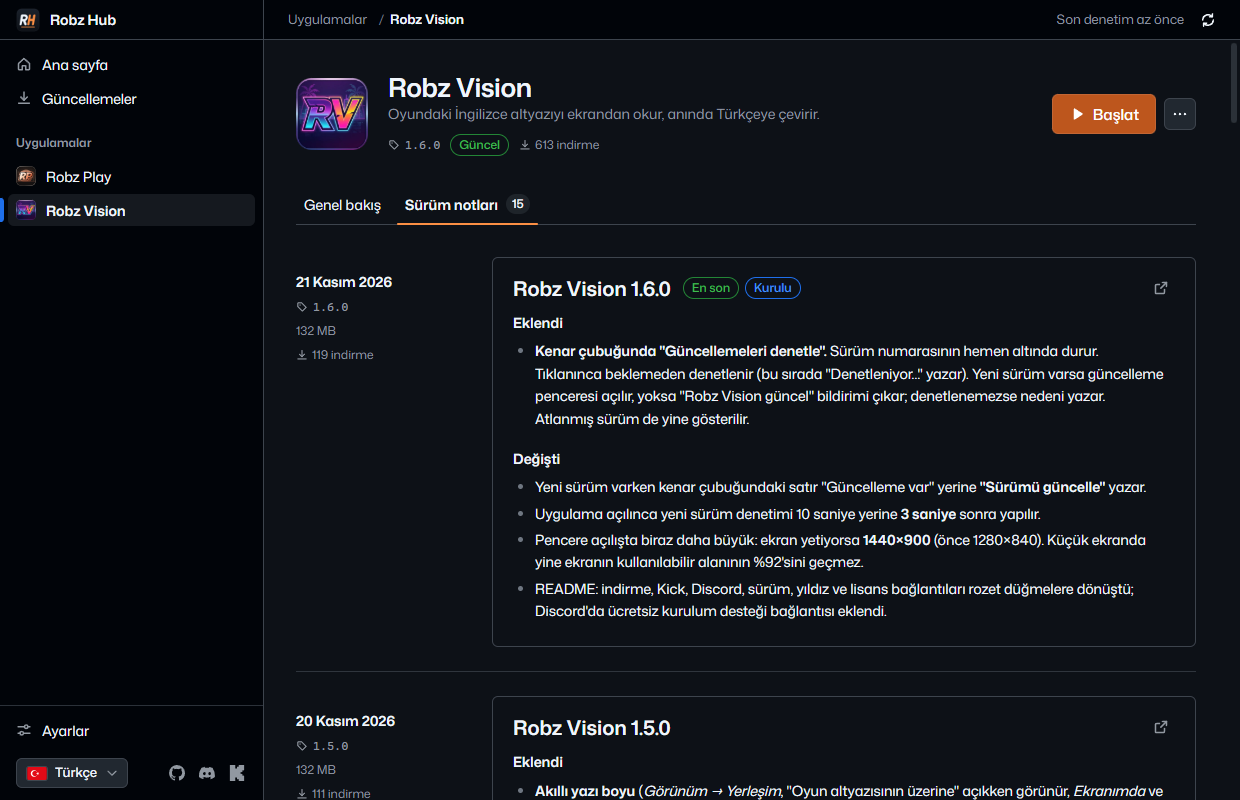 RH Robz Hub
Uygulamalar / Robz Vision
Son denetim az önce
Ana sayfa
Güncellemeler
Uygulamalar
Robz Play
Robz Vision
RV
Robz Vision
Oyundaki İngilizce altyazıyı ekrandan okur, anında Türkçeye çevirir.
1.6.0 Güncel 613 indirme
Başlat
Genel bakış Sürüm notları 15
21 Kasım 2026
1.6.0
132 MB
119 indirme
Robz Vision 1.6.0 En son Kurulu
Eklendi
Kenar çubuğunda "Güncellemeleri denetle". Sürüm numarasının hemen altında durur.
Tıklanınca beklemeden denetlenir (bu sırada "Denetleniyor..." yazar). Yeni sürüm varsa güncelleme
penceresi açılır, yoksa "Robz Vision güncel" bildirimi çıkar; denetlenemezse nedeni yazar.
Atlanmış sürüm de yine gösterilir.
Değişti
Yeni sürüm varken kenar çubuğundaki satır "Güncelleme var" yerine "Sürümü güncelle" yazar.
Uygulama açılınca yeni sürüm denetimi 10 saniye yerine 3 saniye sonra yapılır.
Pencere açılışta biraz daha büyük: ekran yetiyorsa 1440×900 (önce 1280×840). Küçük ekranda
yine ekranın kullanılabilir alanının %92'sini geçmez.
README: indirme, Kick, Discord, sürüm, yıldız ve lisans bağlantıları rozet düğmelere dönüştü;
Discord'da ücretsiz kurulum desteği bağlantısı eklendi.
20 Kasım 2026
1.5.0
132 MB
111 indirme
Robz Vision 1.5.0
Eklendi
Akıllı yazı boyu (Görünüm → Yerleşim, "Oyun altyazısının üzerine" açıkken görünür, Ekranımda ve
Ayarlar
Türkçe